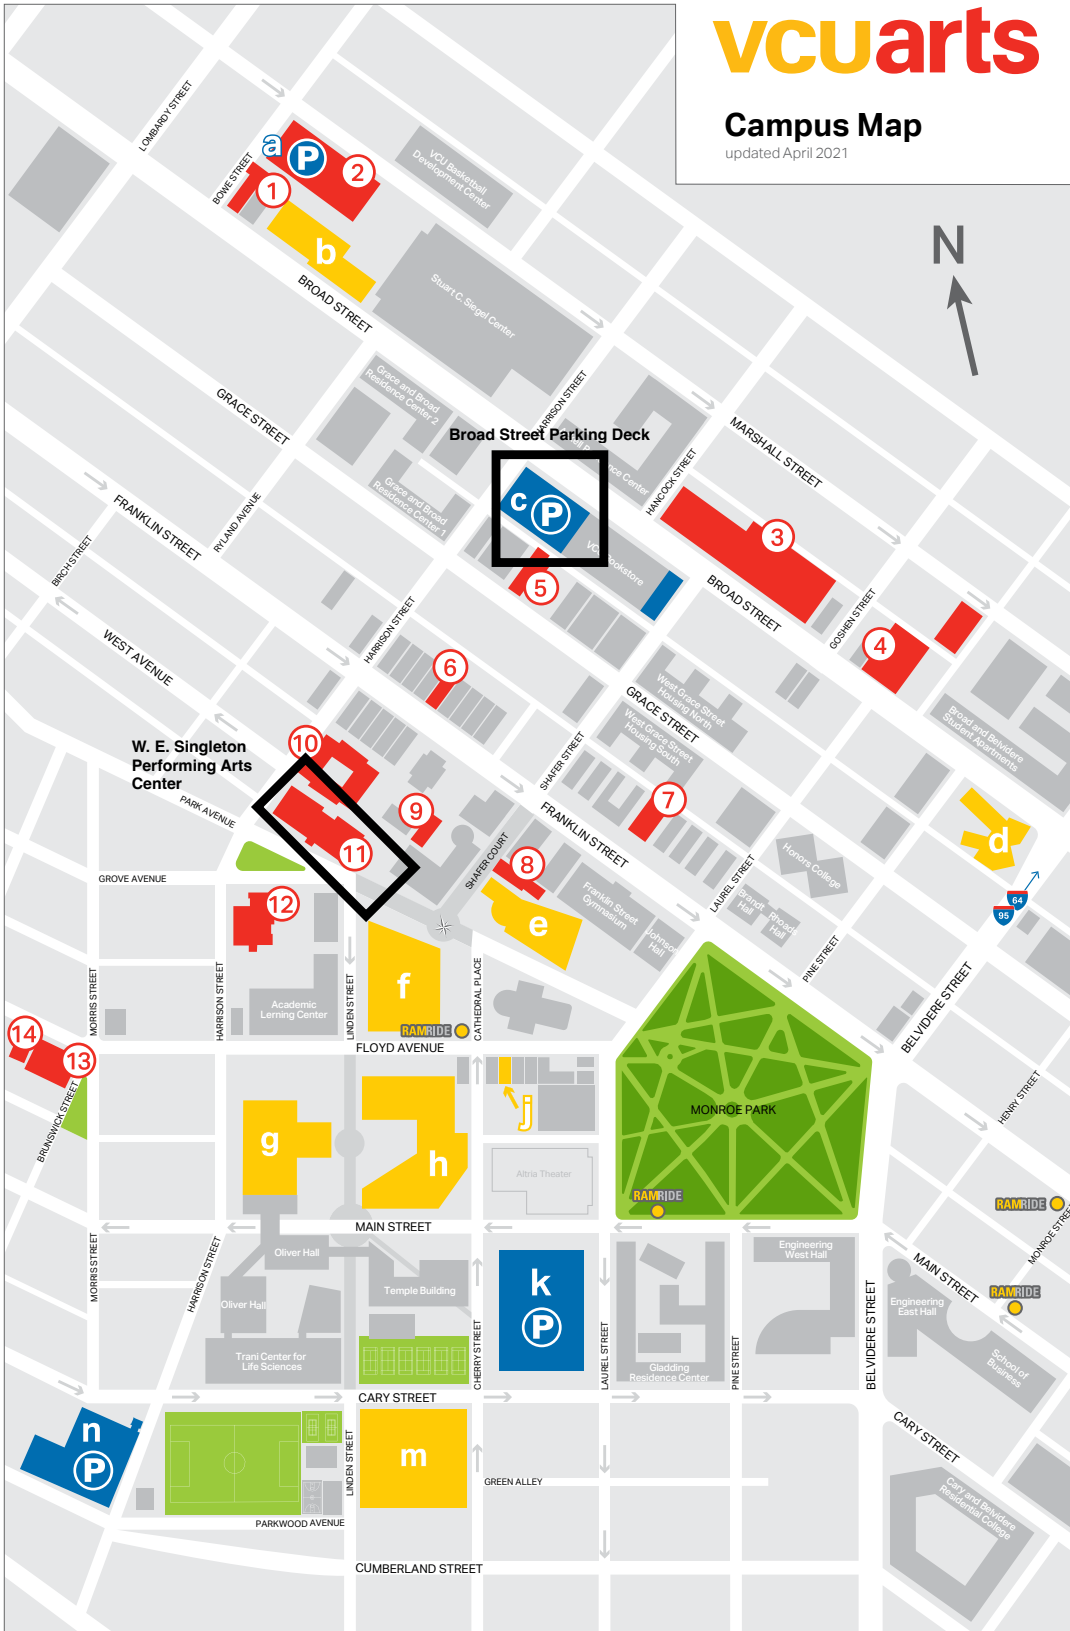 vcuarts
Campus Map
updated April 2021
N
LOMBARDY STREET
BOWE STREET
a
P
2
1
VCU Basketball
Development Center
b
BROAD STREET
Stuart C. Siegel Center
GRACE STREET
Grace and Broad
Residence Center 2
HARRISON STREET
Broad Street Parking Deck
MARSHALL STREET
HANCOCK STREET
Grace and Broad
Residence Center 1
c
P
3
FRANKLIN STREET
RYLAND AVENUE
BIRCH STREET
VCU Bookstore
5
BROAD STREET
GOSHEN STREET
4
HARRISON STREET
6
WEST AVENUE
West Grace Street
Housing North
GRACE STREET
West Grace Street
Housing South
Broad and Belvidere
Student Apartments
W. E. Singleton
Performing Arts
Center
10
SHAFER STREET
PARK AVENUE
9
7
FRANKLIN STREET
11
SHAFER COURT
8
d
Honors College
GROVE AVENUE
12
e
Franklin Street
Gymnasium
LAUREL STREET
Brandt
Hall
Rhoads
Hall
Johnson
Hall
64
95
PINE STREET
MORRIS STREET
HARRISON STREET
Academic
Lerning Center
LINDEN STREET
f
CATHEDRAL PLACE
RAMRIDE
FLOYD AVENUE
BELVIDERE STREET
14
13
BRUNSWICK STREET
g
h
j
MONROE PARK
HENRY STREET
Altria Theater
RAMRIDE
RAMRIDE
MAIN STREET
MONROE STREET
MORRIS STREET
HARRISON STREET
Oliver Hall
Oliver Hall
Temple Building
k
P
Engineering
West Hall
MAIN STREET
RAMRIDE
Engineering
East Hall
Trani Center for
Life Sciences
CHERRY STREET
LAUREL STREET
Gladding
Residence Center
PINE STREET
BELVIDERE STREET
School of
Business
CARY STREET
CARY STREET
n
P
LINDEN STREET
m
GREEN ALLEY
Cary and Belvidere
Residential College
PARKWOOD AVENUE
CUMBERLAND STREET